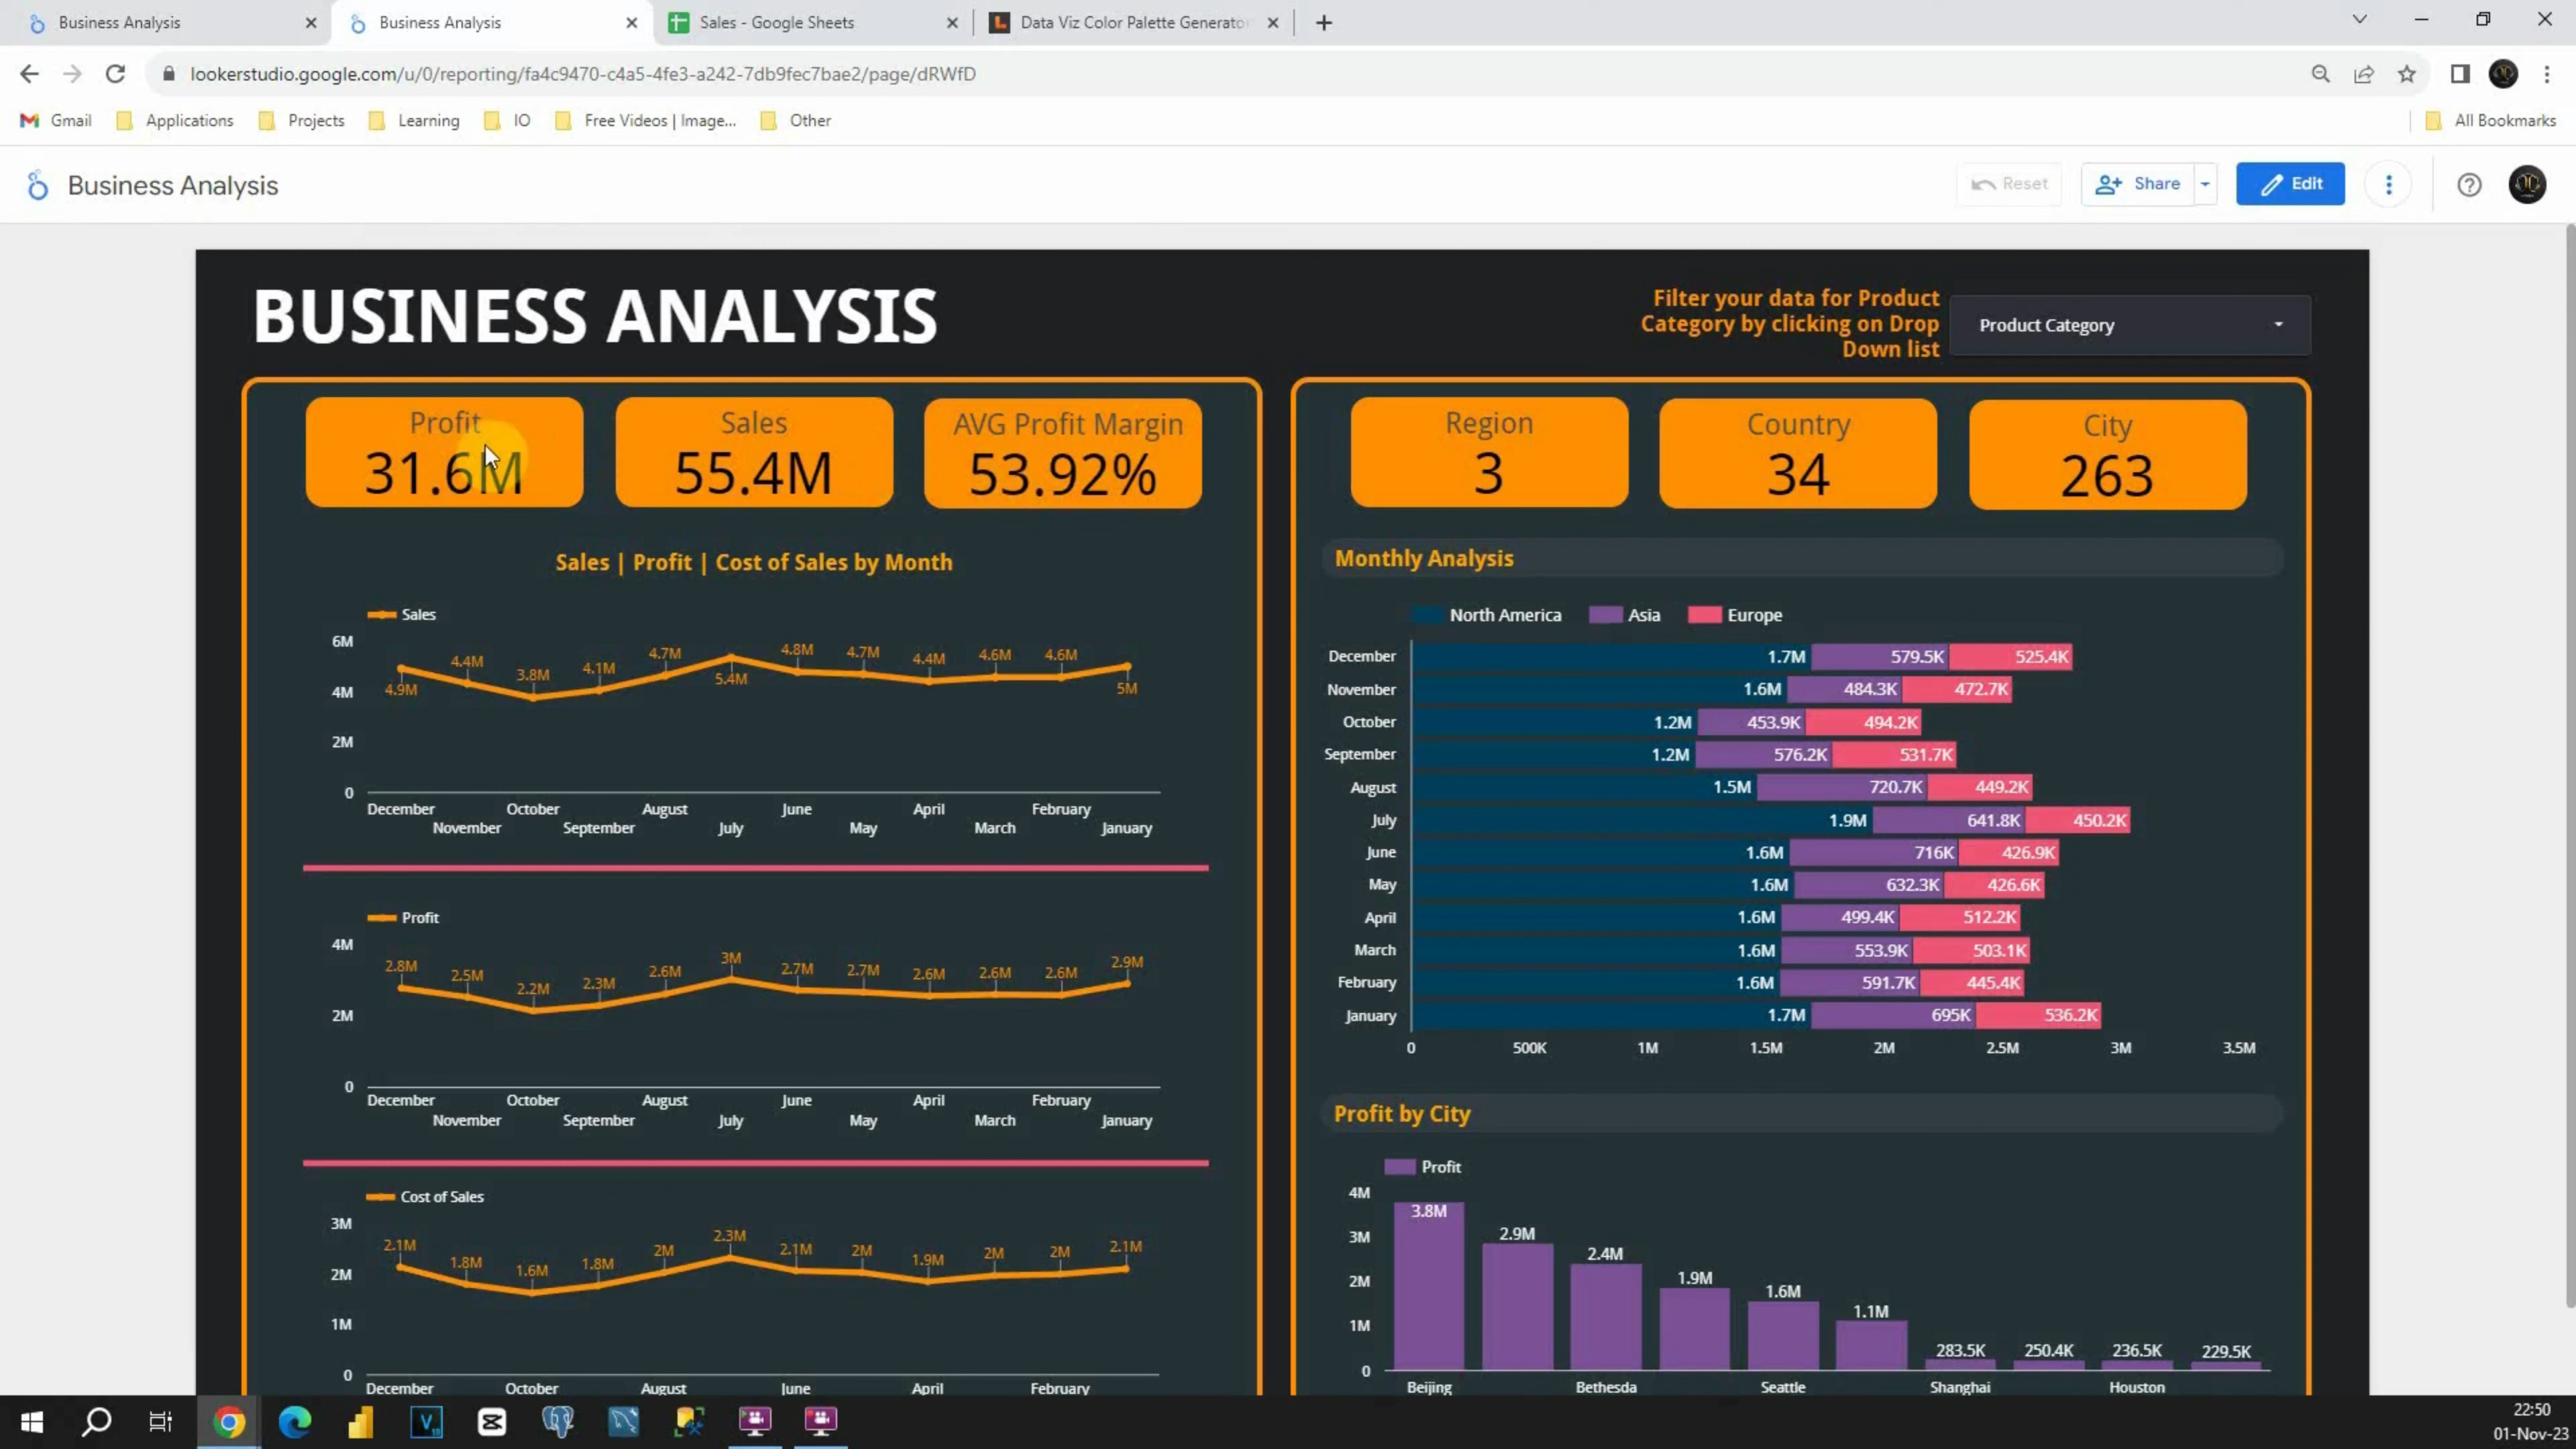 Business Analysis
Business Analysis
Sales - Google Sheets
Data Viz Color Palette Generato
lookerstudio.google.com/u/0/reporting/fa4c9470-c4a5-4fe3-a242-7db9fec7bae2/page/dRWfD
Gmail
Applications
Projects
Learning
IO
Free Videos | Image...
Other
All Bookmarks
Business Analysis
Reset
Share
Edit
BUSINESS ANALYSIS
Filter your data for Product
Category by clicking on Drop
Down list
Product Category
Profit
31.6M
Sales
55.4M
AVG Profit Margin
53.92%
Region
3
Country
34
City
263
Sales | Profit | Cost of Sales by Month
Sales
6M
4M
2M
0
4.9M 4.4M 3.8M 4.1M 4.7M 5.4M 4.8M 4.7M 4.4M 4.6M 4.6M 5M
December October August June April February
November September July May March January
Profit
4M
2M
0
2.8M 2.5M 2.2M 2.3M 2.6M 3M 2.7M 2.7M 2.6M 2.6M 2.6M 2.9M
December October August June April February
November September July May March January
Cost of Sales
3M
2M
1M
0
2.1M 1.8M 1.6M 1.8M 2M 2.3M 2.1M 2M 1.9M 2M 2M 2.1M
December October August June April February
Monthly Analysis
North America Asia Europe
December 1.7M 579.5K 525.4K
November 1.6M 484.3K 472.7K
October 1.2M 453.9K 494.2K
September 1.2M 576.2K 531.7K
August 1.5M 720.7K 449.2K
July 1.9M 641.8K 450.2K
June 1.6M 716K 426.9K
May 1.6M 632.3K 426.6K
April 1.6M 499.4K 512.2K
March 1.6M 553.9K 503.1K
February 1.6M 591.7K 445.4K
January 1.7M 695K 536.2K
0 500K 1M 1.5M 2M 2.5M 3M 3.5M
Profit by City
Profit
4M
3M
2M
1M
0
3.8M 2.9M 2.4M 1.9M 1.6M 1.1M 283.5K 250.4K 236.5K 229.5K
Beijing Bethesda Seattle Shanghai Houston
22:50
01-Nov-23